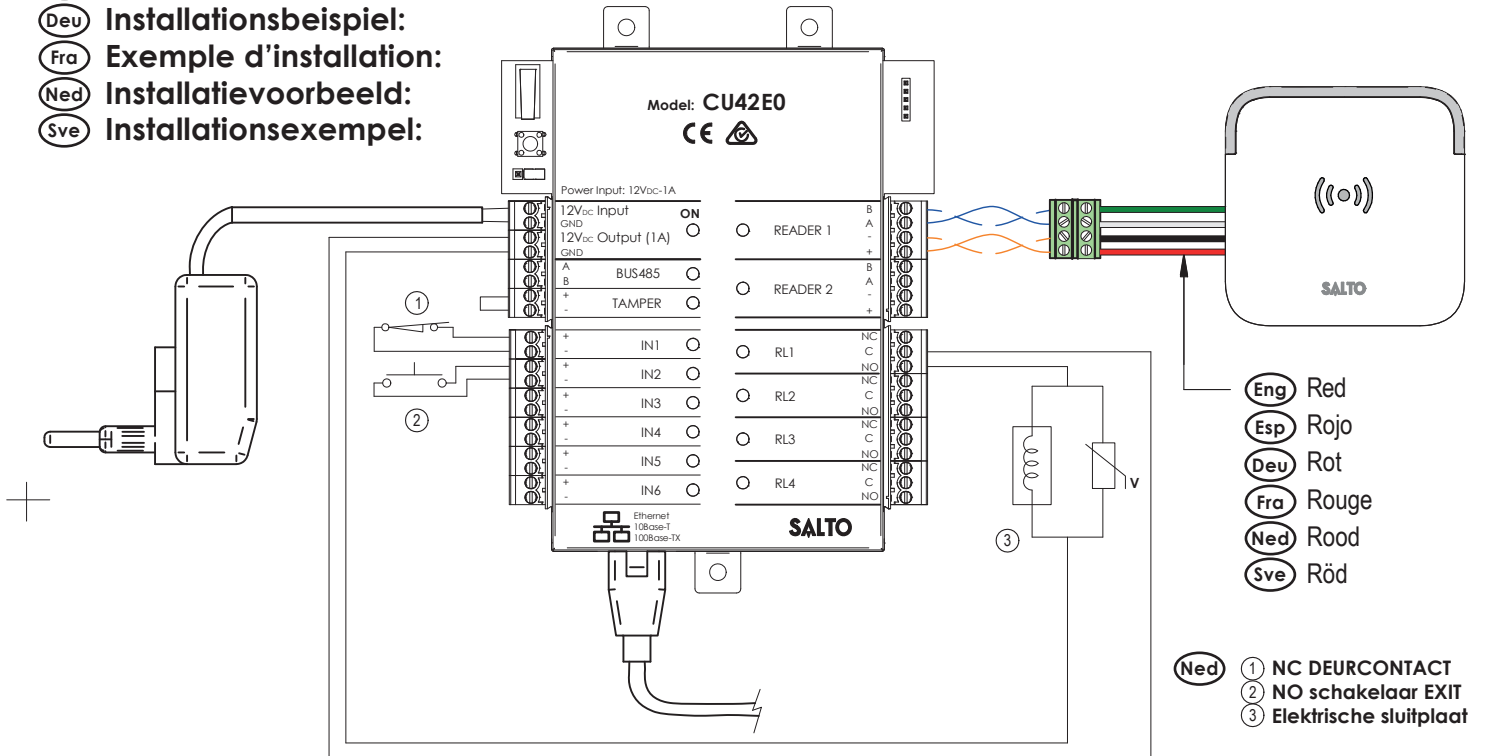 Deu Installationsbeispiel:
Fra Exemple d'installation:
Ned Installatievoorbeeld:
Sve Installationsexempel:
Model: CU42E0
CE
Power Input: 12VDC-1A
12VDC Input
GND
ON
12VDC Output (1A)
GND
A
B
BUS485
+
-
TAMPER
+
-
IN1
+
-
IN2
+
-
IN3
+
-
IN4
+
-
IN5
+
-
IN6
READER 1
B
A
-
+
READER 2
B
A
-
+
RL1
NC
C
NO
RL2
NC
C
NO
RL3
NC
C
NO
RL4
NC
C
NO
Ethernet
10Base-T
100Base-TX
SALTO
1
2
3
V
SALTO
Eng Red
Esp Rojo
Deu Rot
Fra Rouge
Ned Rood
Sve Röd
Ned 1 NC DEURCONTACT
2 NO schakelaar EXIT
3 Elektrische sluitplaat